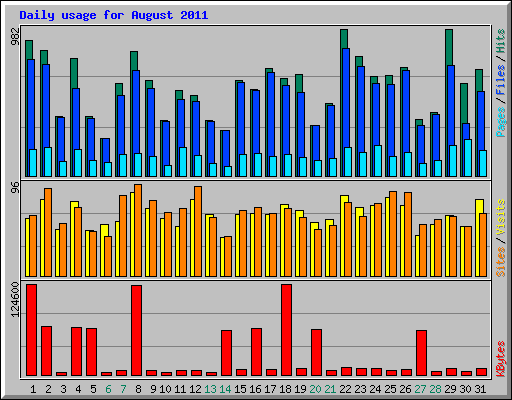 Daily usage for August 2011
982
Pages / Files / Hits
96
Sites / Visits
124600
KBytes
1 2 3 4 5 6 7 8 9 10 11 12 13 14 15 16 17 18 19 20 21 22 23 24 25 26 27 28 29 30 31